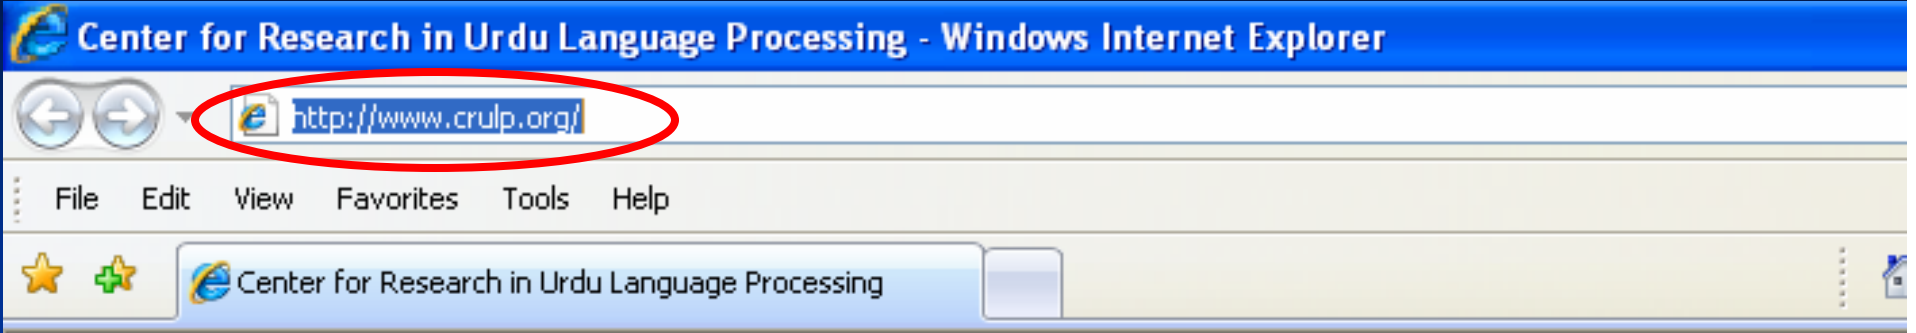 Center for Research in Urdu Language Processing - Windows Internet Explorer
http://www.crulp.org/
File Edit View Favorites Tools Help
Center for Research in Urdu Language Processing